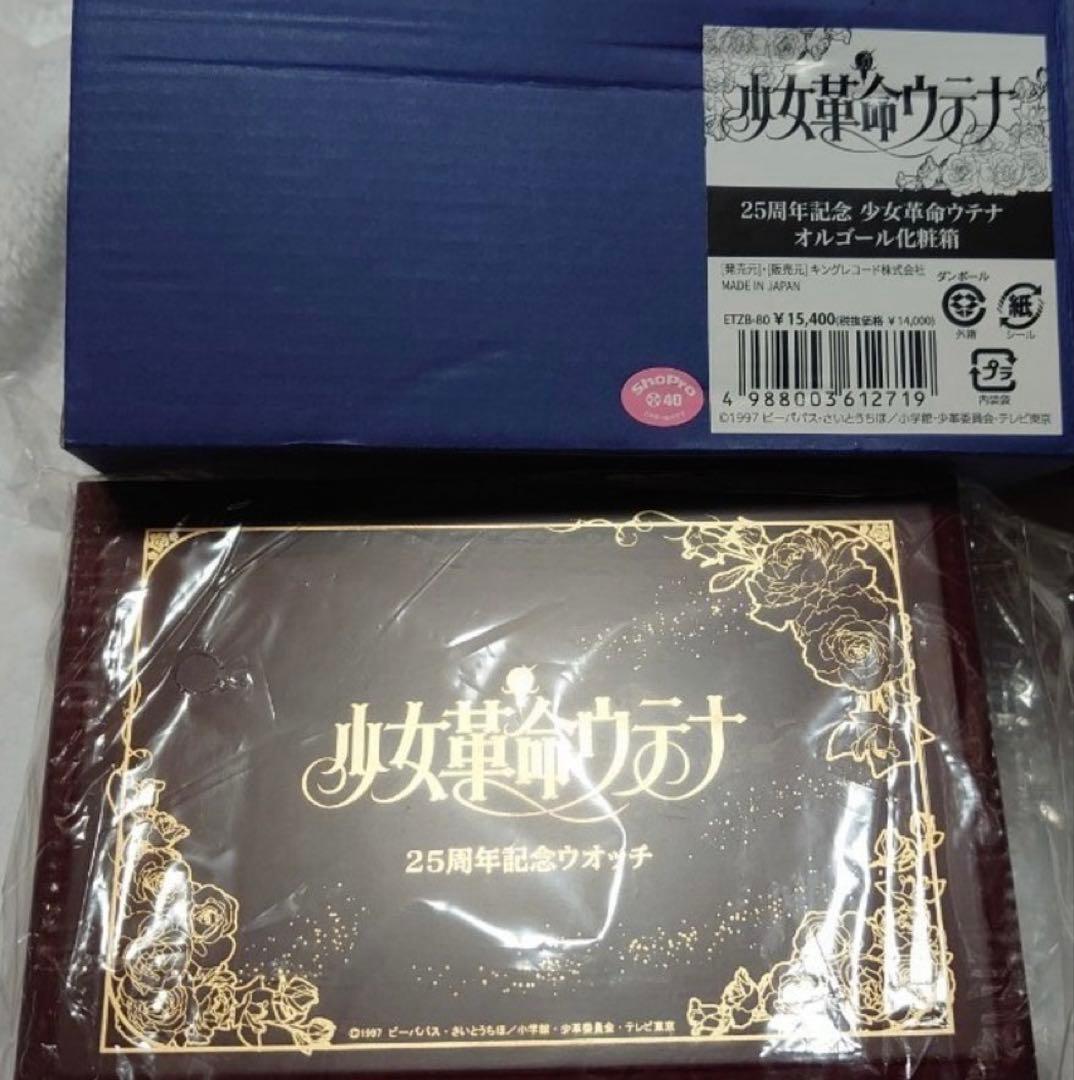 少女革命ウテナ
25周年記念 少女革命ウテナ
オルゴール化粧箱
[発売元]・[販売元] キングレコード株式会社
MADE IN JAPAN
ダンボール
外箱
紙
シール
ETZB-80 ¥15,400(税抜価格 ¥14,000)
プラ
内装袋
4 988003 612719
©1997 ビーパパス・さいとうちほ/小学館・少革委員会・テレビ東京
ShoPro
40
少女革命ウテナ
25周年記念ウオッチ
©1997 ビーパパス・さいとうちほ/小学館・少革委員会・テレビ東京